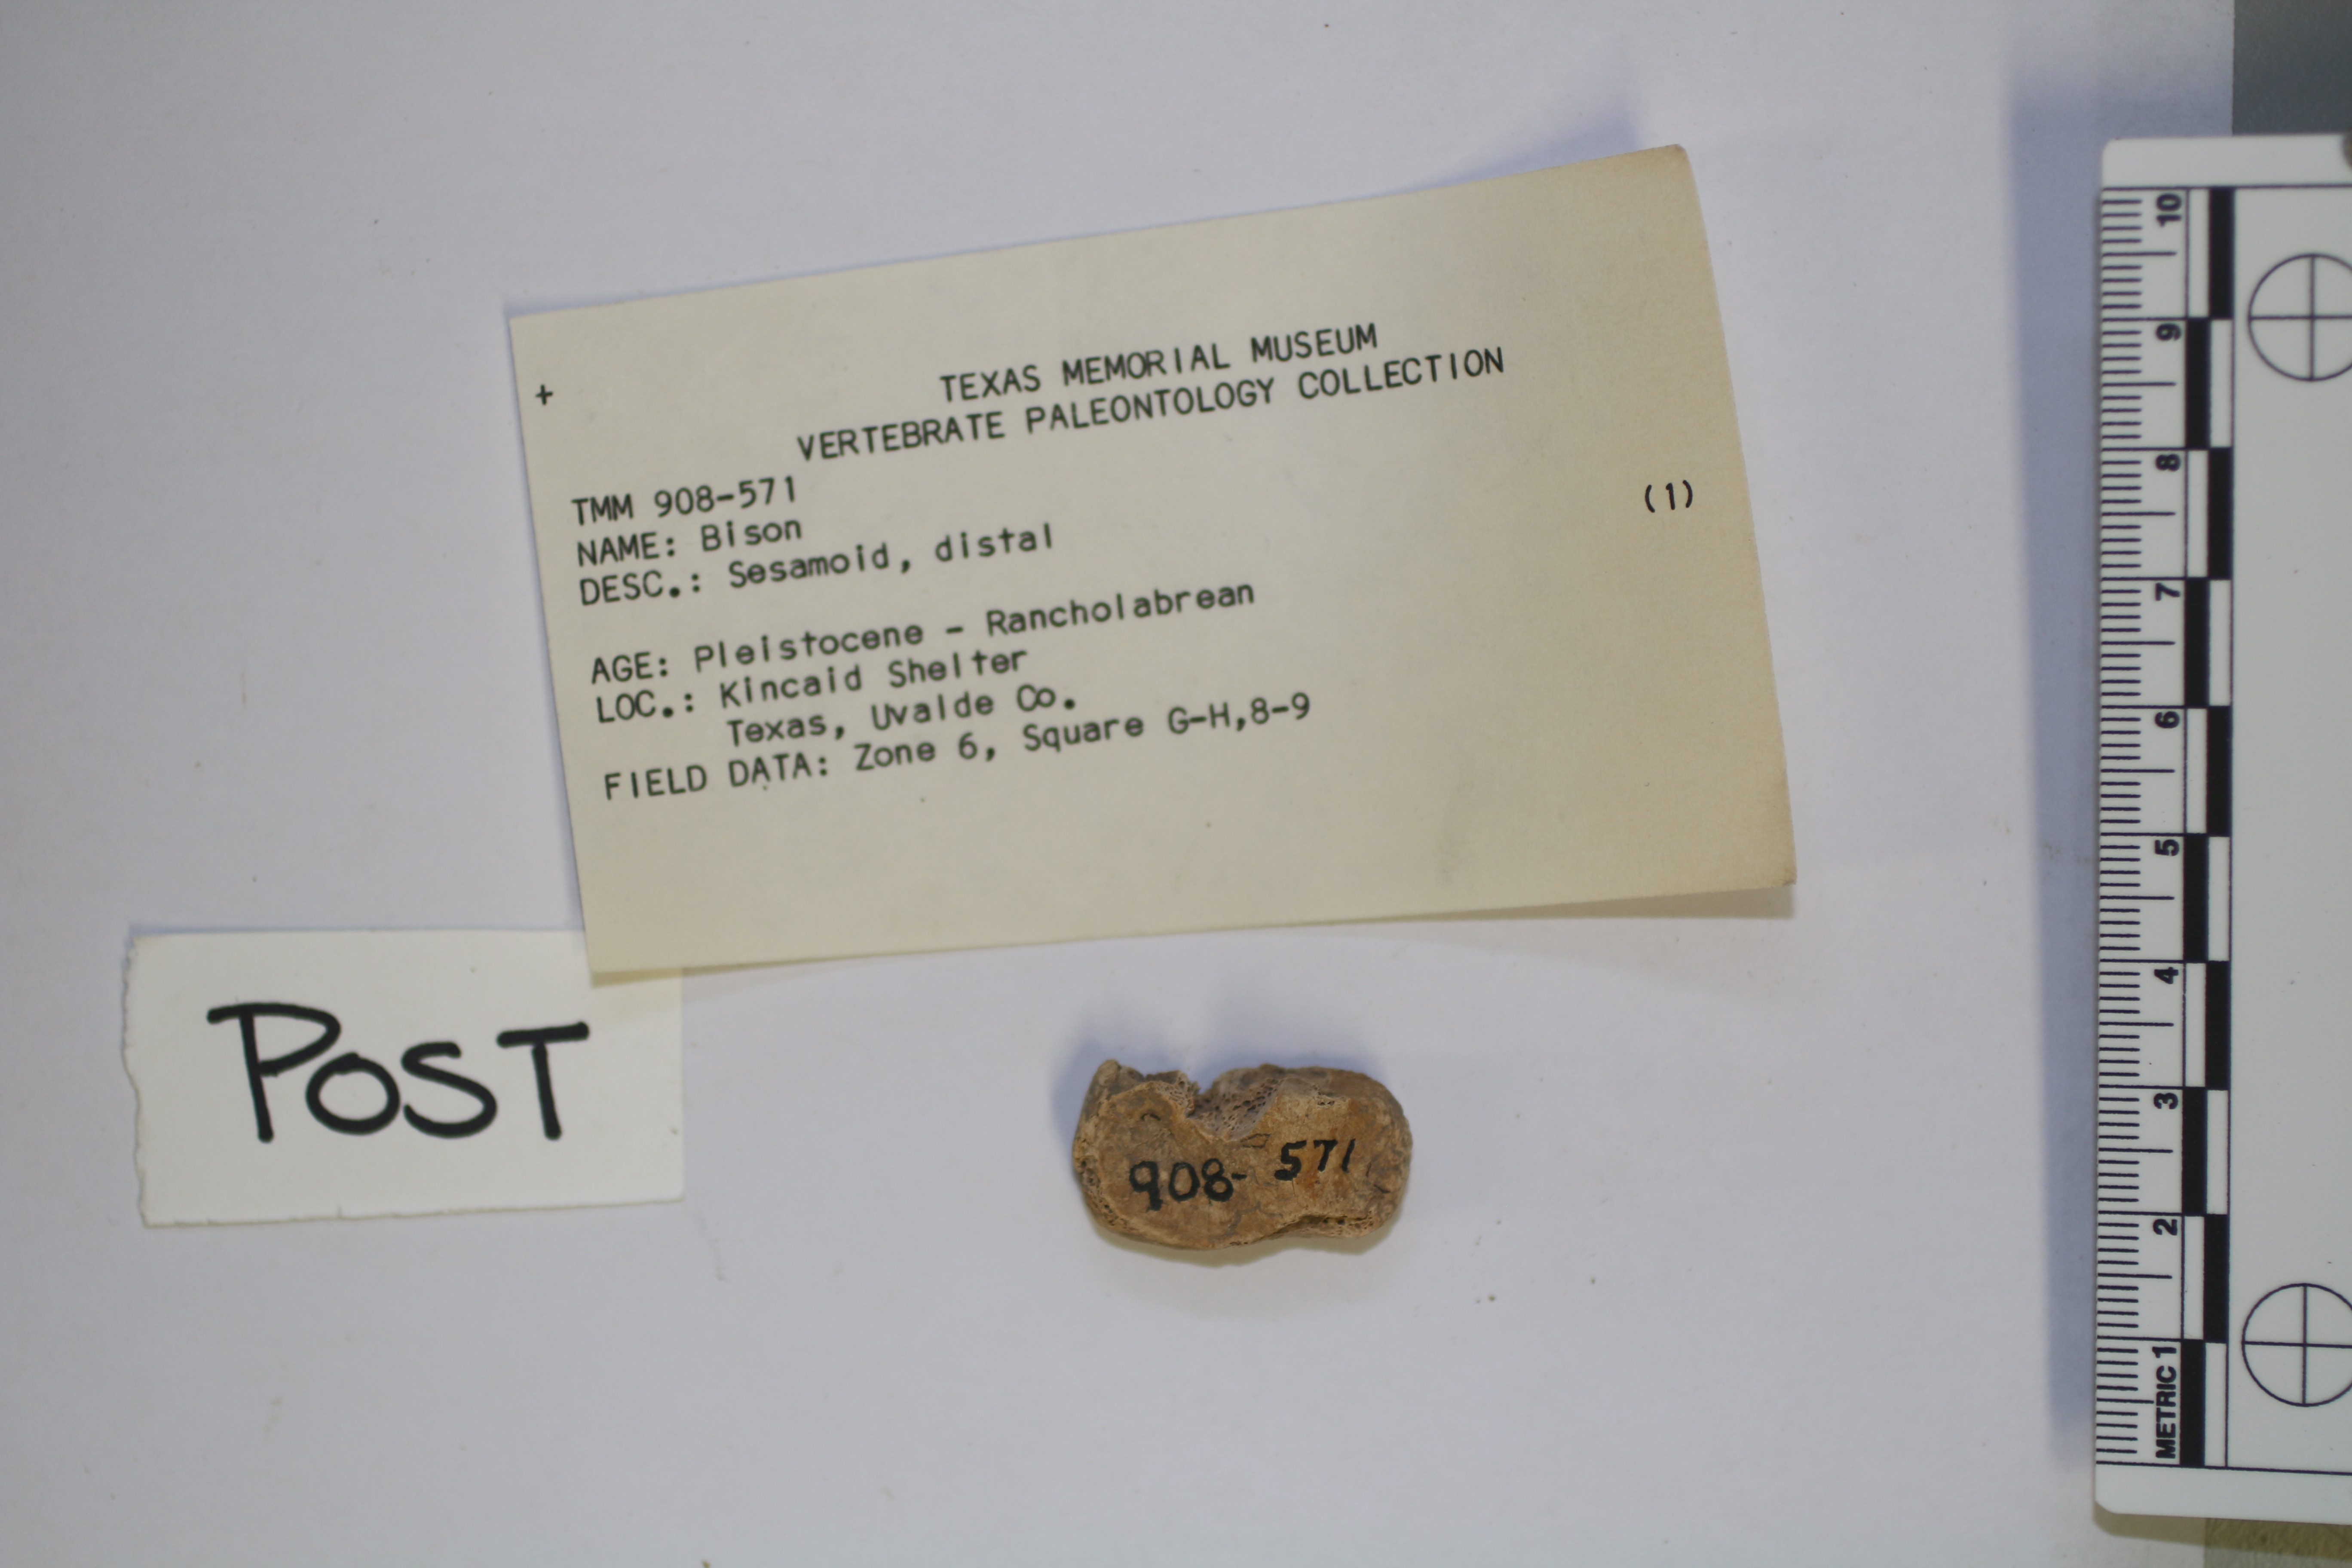 +
TEXAS MEMORIAL MUSEUM
VERTEBRATE PALEONTOLOGY COLLECTION
TMM 908-571
(1)
NAME: Bison
DESC.: Sesamoid, distal
AGE: Pleistocene - Rancholabrean
LOC.: Kincaid Shelter
Texas, Uvalde Co.
FIELD DATA: Zone 6, Square G-H,8-9
POST
908-571
10
9
8
7
6
5
4
3
2
METRIC 1